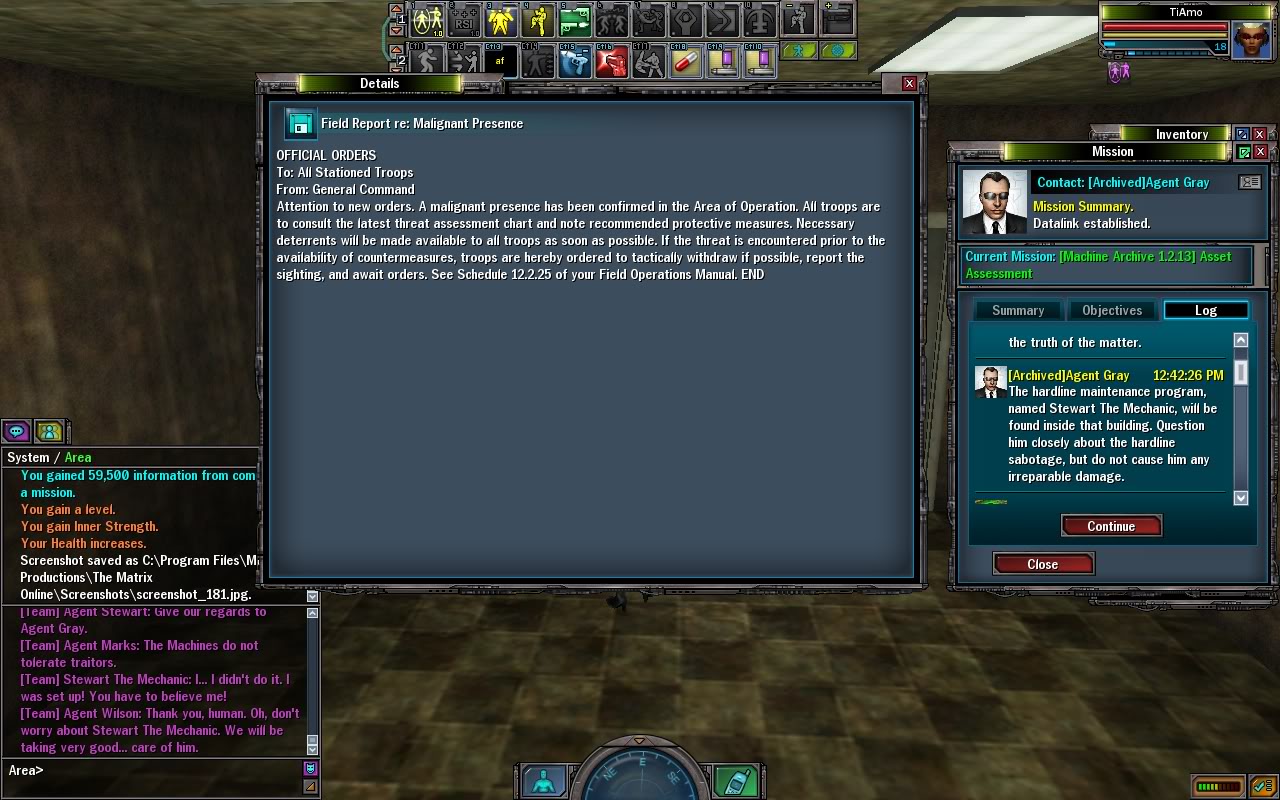 1
RSI
1.0
1.0
2
af
TiAmo
18
Details
Field Report re: Malignant Presence
OFFICIAL ORDERS
To: All Stationed Troops
From: General Command
Attention to new orders. A malignant presence has been confirmed in the Area of Operation. All troops are
to consult the latest threat assessment chart and note recommended protective measures. Necessary
deterrents will be made available to all troops as soon as possible. If the threat is encountered prior to the
availability of countermeasures, troops are hereby ordered to tactically withdraw if possible, report the
sighting, and await orders. See Schedule 12.2.25 of your Field Operations Manual. END
Inventory
Mission
Contact: [Archived]Agent Gray
Mission Summary.
Datalink established.
Current Mission: [Machine Archive 1.2.13] Asset
Assessment
Summary
Objectives
Log
the truth of the matter.
[Archived]Agent Gray 12:42:26 PM
The hardline maintenance program,
named Stewart The Mechanic, will be
found inside that building. Question
him closely about the hardline
sabotage, but do not cause him any
irreparable damage.
Continue
Close
System / Area
You gained 59,500 information from com
a mission.
You gain a level.
You gain Inner Strength.
Your Health increases.
Screenshot saved as C:\Program Files\M
Productions\The Matrix
Online\Screenshots\screenshot_181.jpg.
[Team] Agent Stewart: Give our regards to
Agent Gray.
[Team] Agent Marks: The Machines do not
tolerate traitors.
[Team] Stewart The Mechanic: I... I didn't do it. I
was set up! You have to believe me!
[Team] Agent Wilson: Thank you, human. Oh, don't
worry about Stewart The Mechanic. We will be
taking very good... care of him.
Area>
NE
E
SE